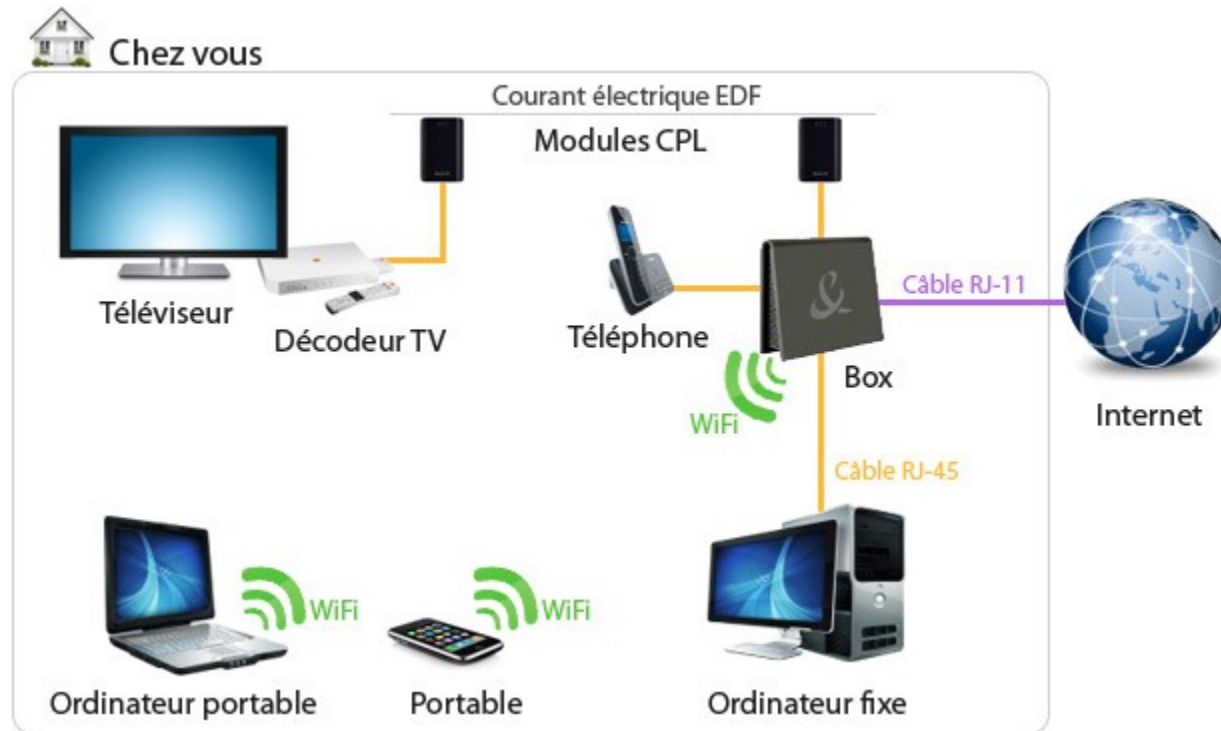 Chez vous
Courant électrique EDF
Modules CPL
Téléviseur
Décodeur TV
Téléphone
Câble RJ-11
Box
WiFi
Internet
Câble RJ-45
WiFi
WiFi
Ordinateur portable
Portable
Ordinateur fixe